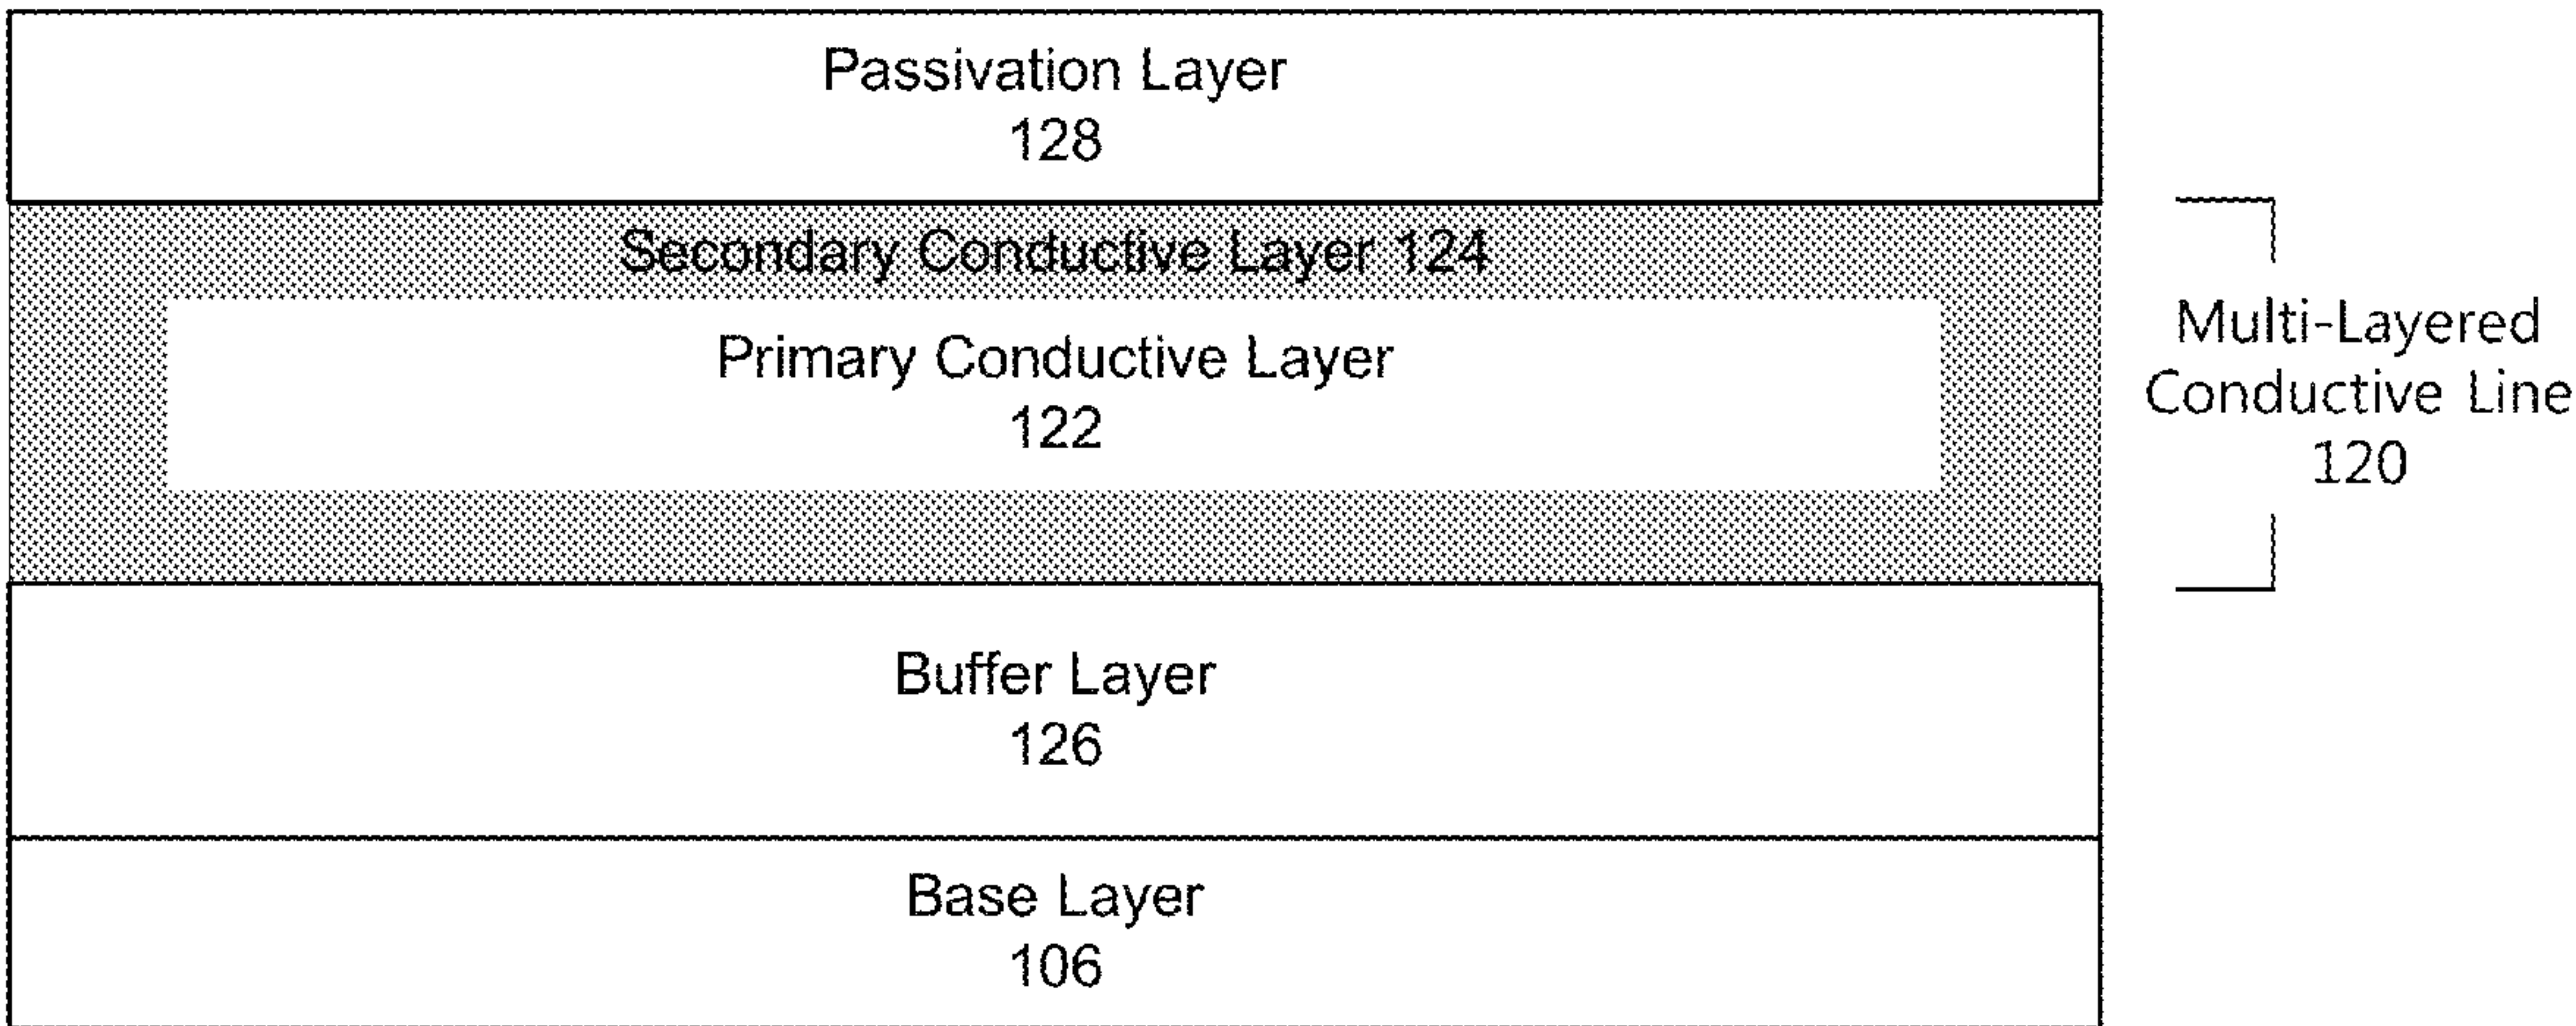 Passivation Layer
128
Secondary Conductive Layer 124
Primary Conductive Layer
122
Multi-Layered
Conductive Line
120
Buffer Layer
126
Base Layer
106